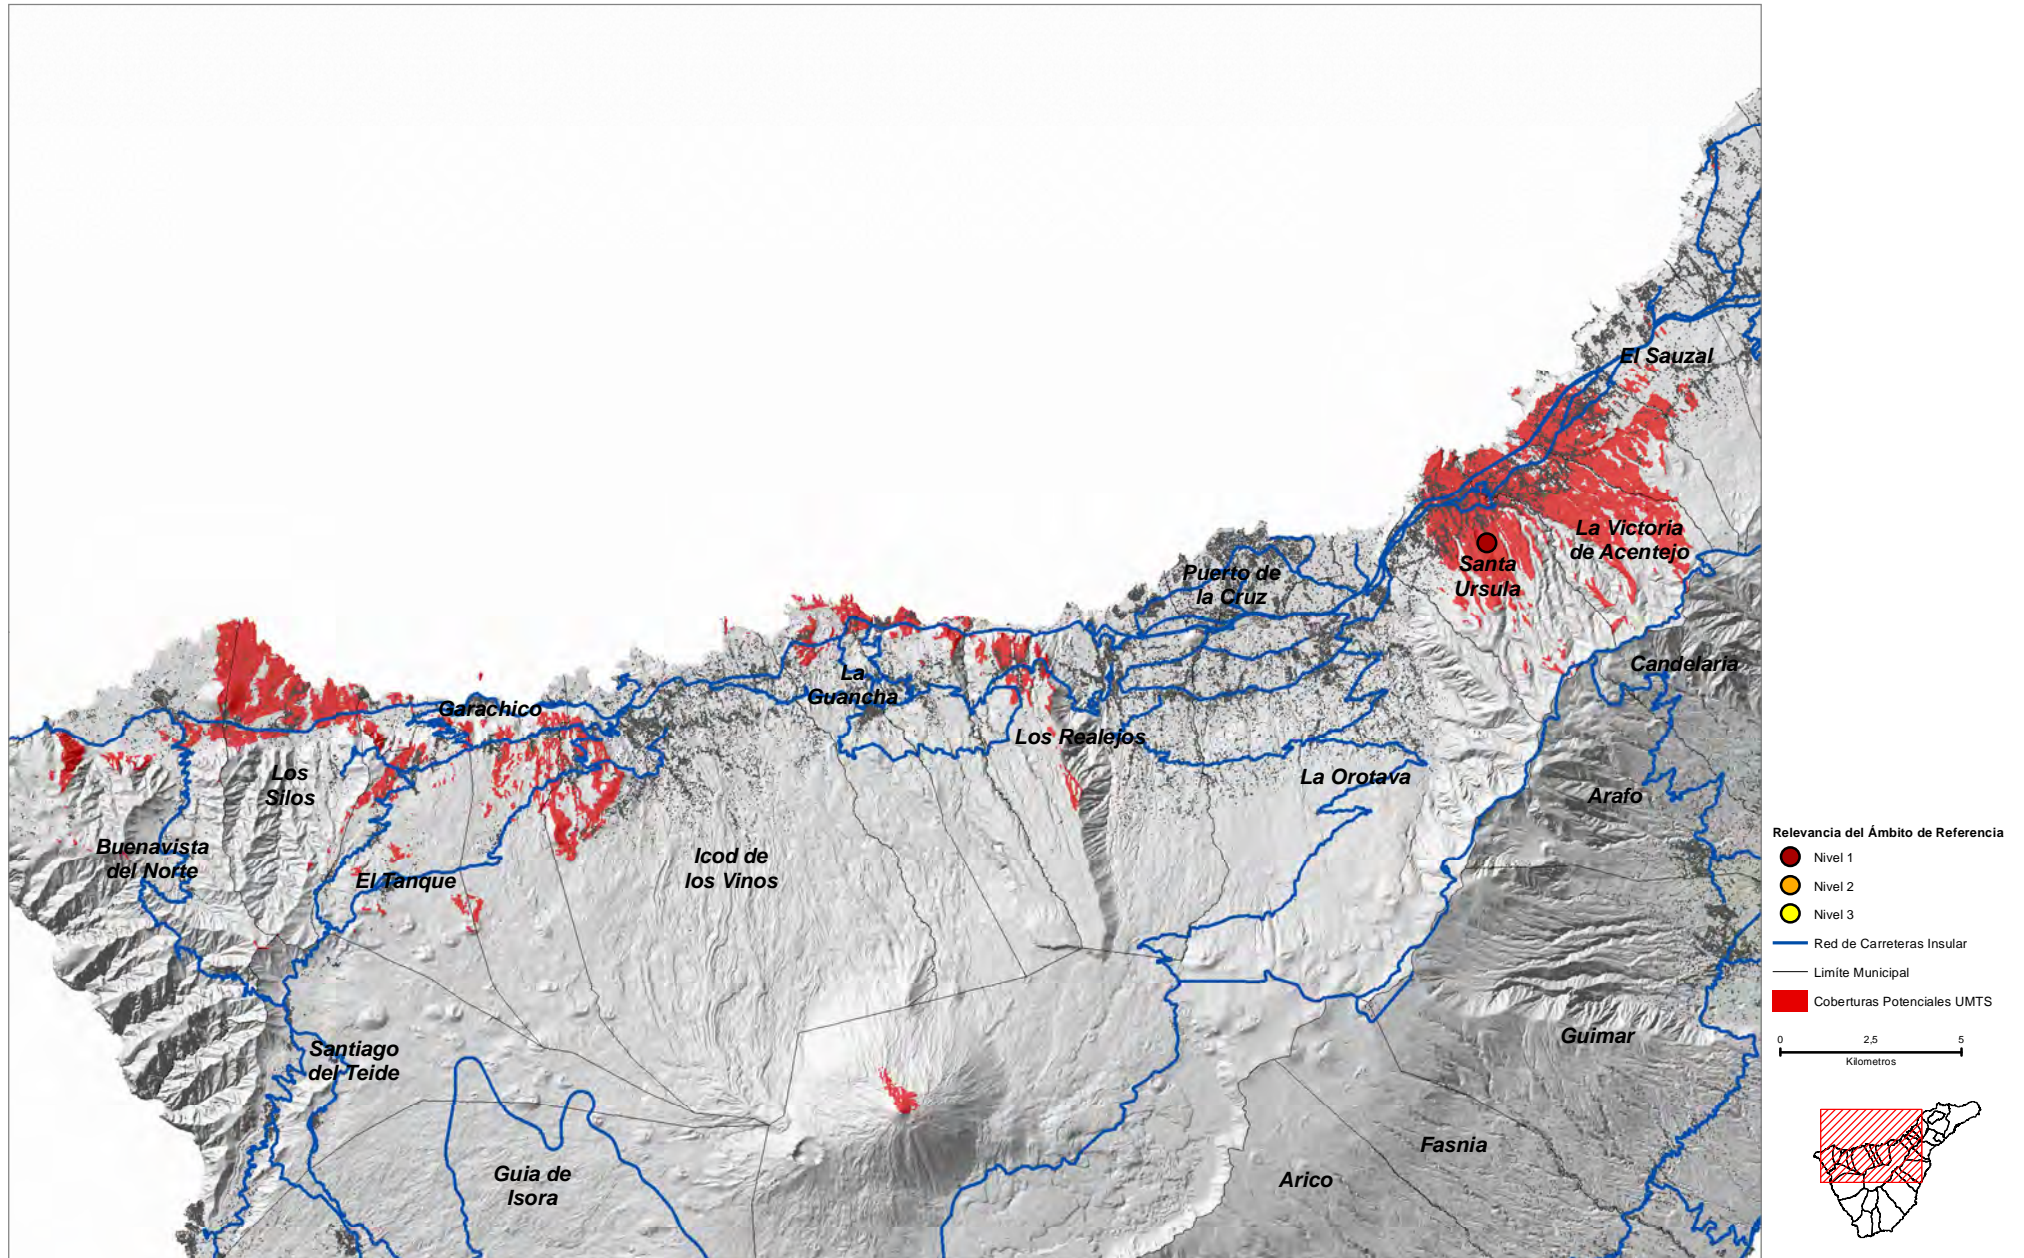 El Sauzal
La Victoria
de Acentejo
Santa
Ursula
Puerto de
la Cruz
Candelaria
La
Guancha
Garachico
Los Realejos
Los
Silos
La Orotava
Arafo
Buenavista
del Norte
Icod de
los Vinos
El Tanque
Guimar
Santiago
del Teide
Fasnia
Guia de
Isora
Arico
Relevancia del Ámbito de Referencia
Nivel 1
Nivel 2
Nivel 3
Red de Carreteras Insular
Limíte Municipal
Coberturas Potenciales UMTS
0 2,5 5
Kilometros